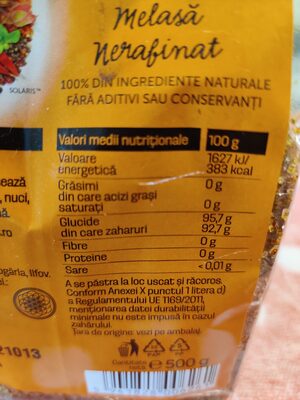 SOLARIS™
Melasă
Nerafinat
100% DIN INGREDIENTE NATURALE
FĂRĂ ADITIVI SAU CONSERVANȚI
Valori medii nutriționale 100 g
Valoare energetică 1627 kJ/ 383 kcal
Grăsimi 0 g
din care acizi grași saturați 0 g
Glucide 95,7 g
din care zaharuri 92,7 g
Fibre 0 g
Proteine 0 g
Sare <0,01 g
A se păstra la loc uscat și răcoros.
Conform Anexei X punctul 1 litera d)
a Regulamentului UE 1169/2011,
menționarea datei durabilității
minimale nu este impusă în cazul
zahărului.
Țara de origine: vezi pe ambalaj.
nuci,
Ilfov.
21013
PAP
Cantitate netă
500 g